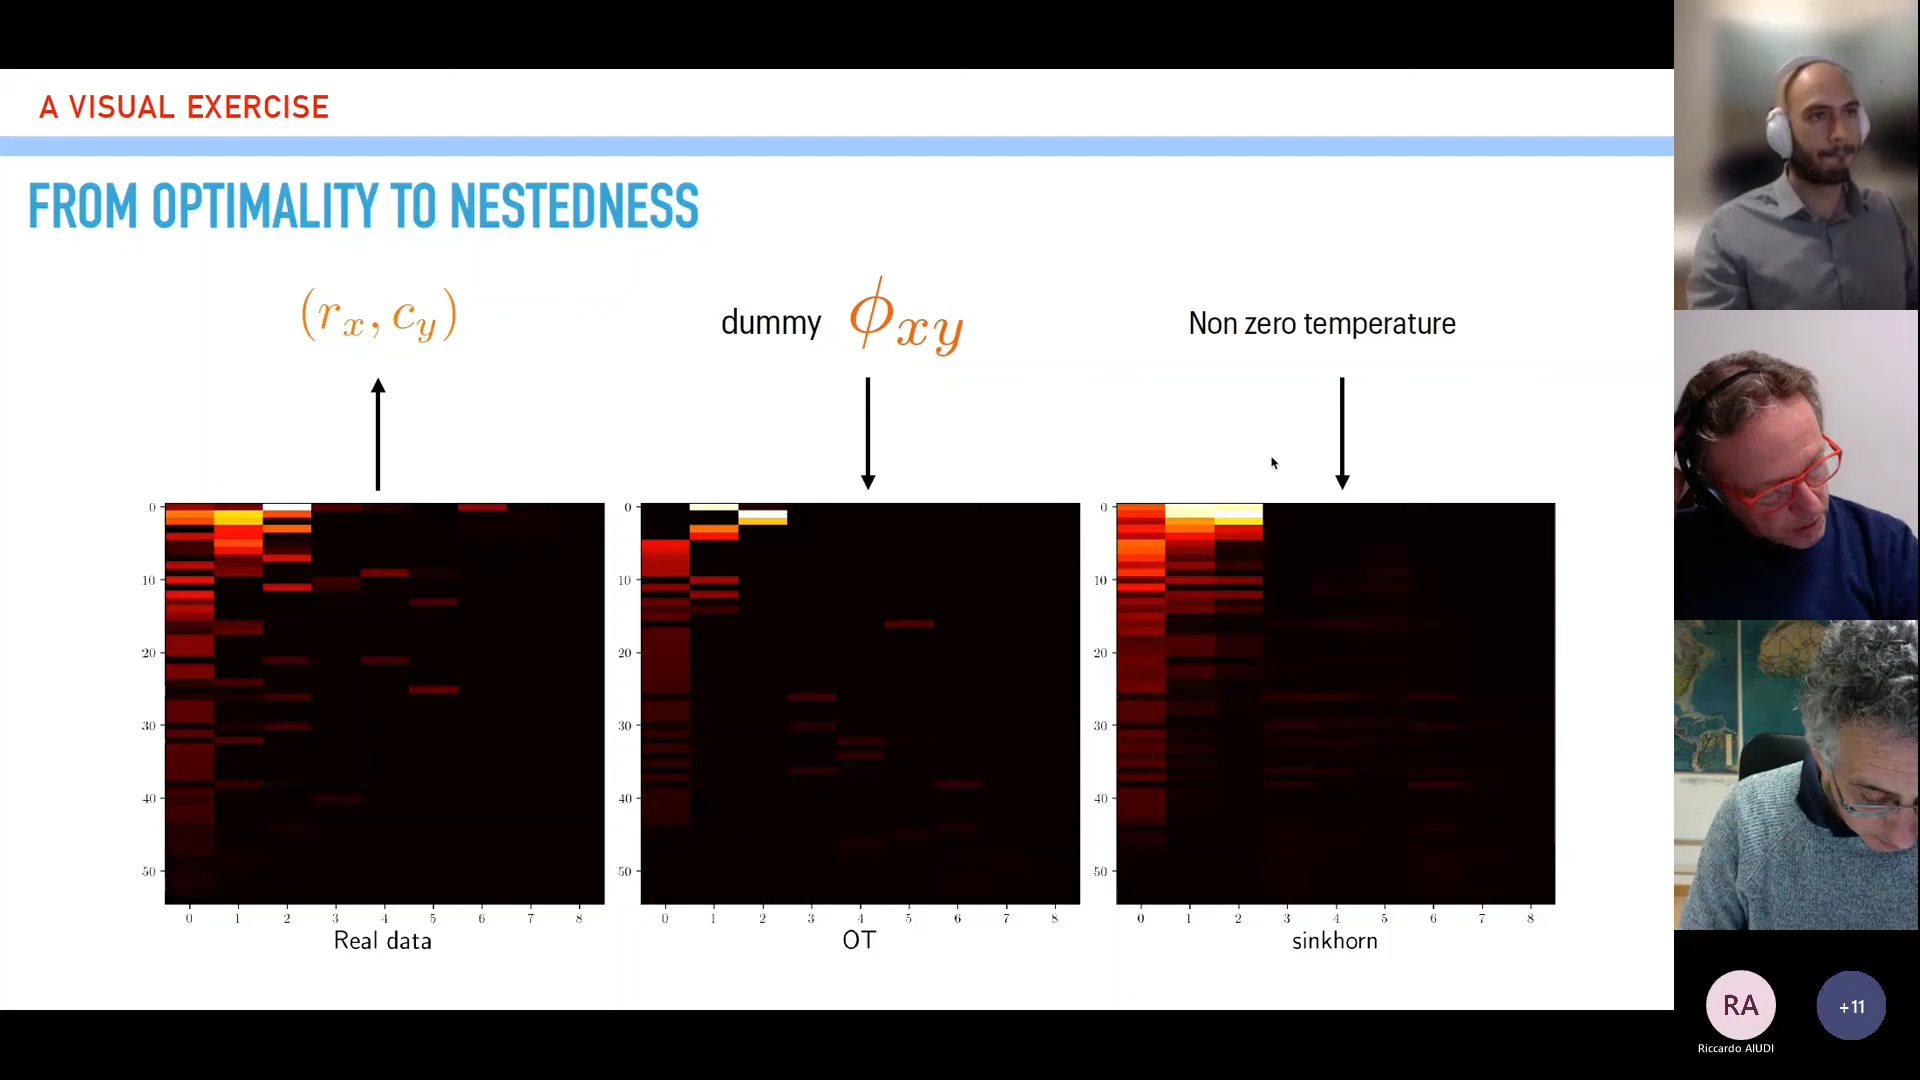 A VISUAL EXERCISE
FROM OPTIMALITY TO NESTEDNESS
(r_x, c_y)
dummy ϕ_xy
Non zero temperature
0
10
20
30
40
50
0 1 2 3 4 5 6 7 8
Real data
0
10
20
30
40
50
0 1 2 3 4 5 6 7 8
OT
0
10
20
30
40
50
0 1 2 3 4 5 6 7 8
sinkhorn
RA
Riccardo AIUDI
+11